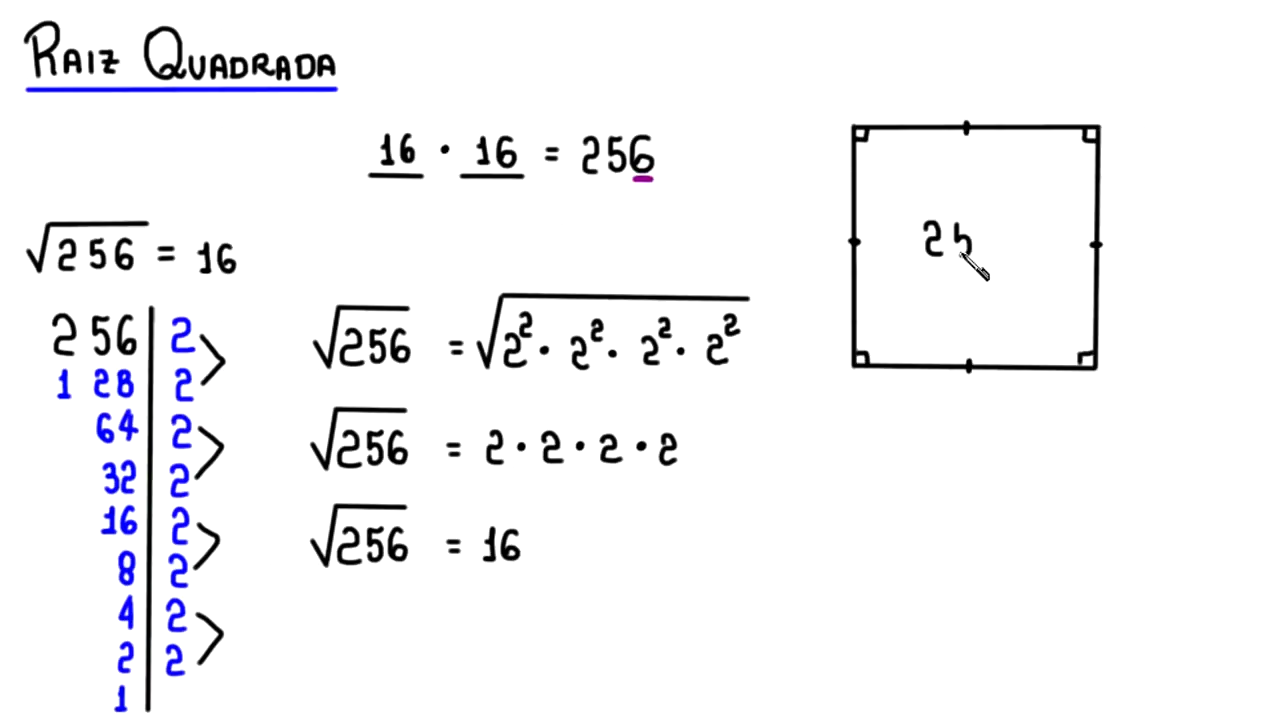 RAIZ QUADRADA
16 · 16 = 256
√256 = 16
256 | 2
128 | 2
64 | 2
32 | 2
16 | 2
8 | 2
4 | 2
2 | 2
1
√256 = √2² · 2² · 2² · 2²
√256 = 2 · 2 · 2 · 2
√256 = 16
25